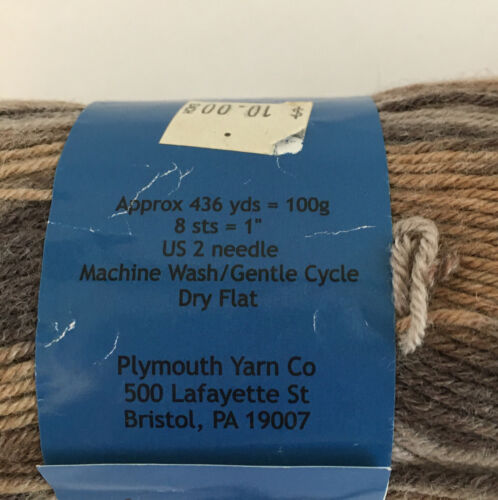 $ 10.00
Approx 436 yds = 100g
8 sts = 1"
US 2 needle
Machine Wash/Gentle Cycle
Dry Flat
Plymouth Yarn Co
500 Lafayette St
Bristol, PA 19007